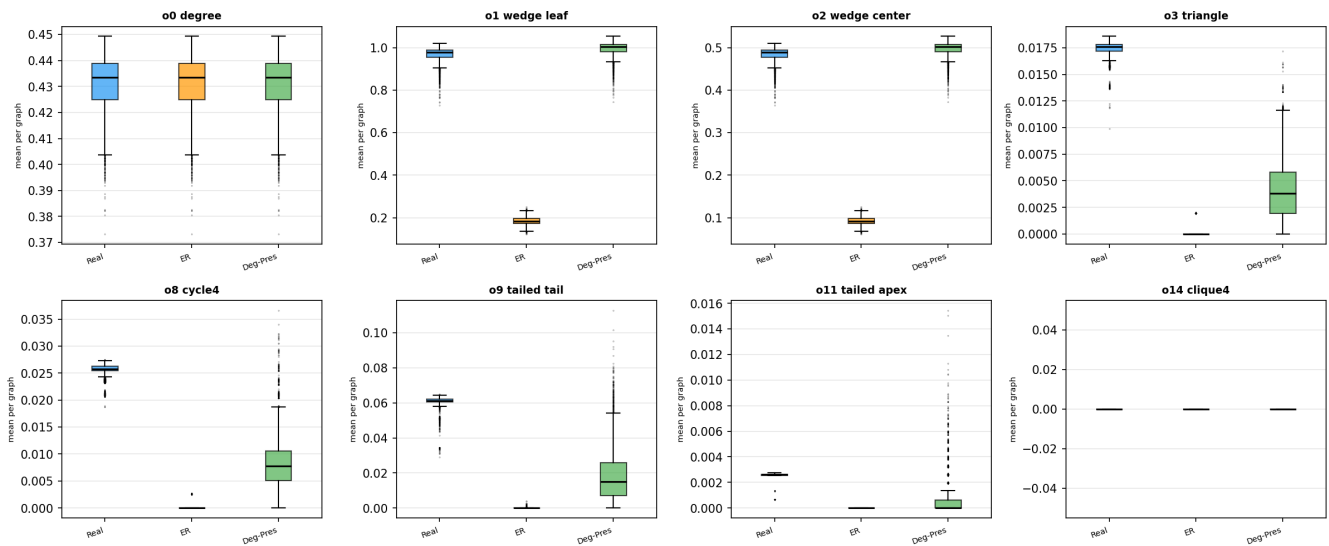 o0 degree
0.45
0.44
0.43
0.42
0.41
0.40
0.39
0.38
0.37
mean per graph
Real
ER
Deg-Pres
o1 wedge leaf
1.0
0.8
0.6
0.4
0.2
mean per graph
Real
ER
Deg-Pres
o2 wedge center
0.5
0.4
0.3
0.2
0.1
mean per graph
Real
ER
Deg-Pres
o3 triangle
0.0175
0.0150
0.0125
0.0100
0.0075
0.0050
0.0025
0.0000
mean per graph
Real
ER
Deg-Pres
o8 cycle4
0.035
0.030
0.025
0.020
0.015
0.010
0.005
0.000
mean per graph
Real
ER
Deg-Pres
o9 tailed tail
0.10
0.08
0.06
0.04
0.02
0.00
mean per graph
Real
ER
Deg-Pres
o11 tailed apex
0.016
0.014
0.012
0.010
0.008
0.006
0.004
0.002
0.000
mean per graph
Real
ER
Deg-Pres
o14 clique4
0.04
0.02
0.00
−0.02
−0.04
mean per graph
Real
ER
Deg-Pres